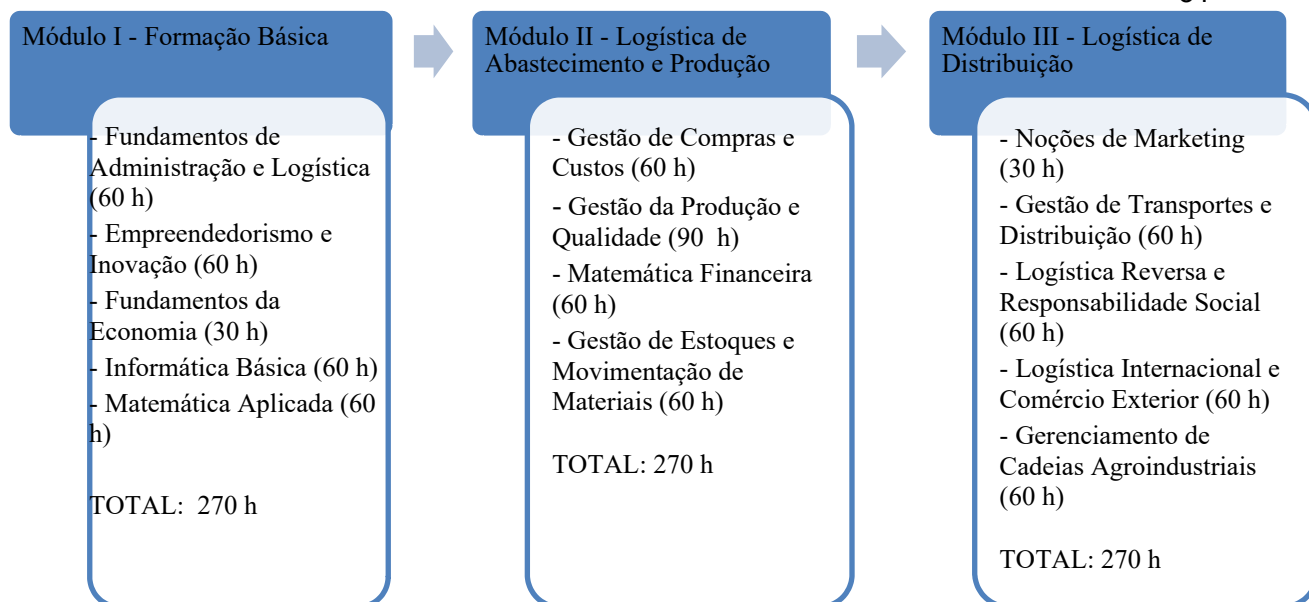 Módulo I - Formação Básica
- Fundamentos de
Administração e Logística
(60 h)
- Empreendedorismo e
Inovação (60 h)
- Fundamentos da
Economia (30 h)
- Informática Básica (60 h)
- Matemática Aplicada (60
h)
TOTAL:  270 h
Módulo II - Logística de
Abastecimento e Produção
- Gestão de Compras e
Custos (60 h)
- Gestão da Produção e
Qualidade (90  h)
- Matemática Financeira
(60 h)
- Gestão de Estoques e
Movimentação de
Materiais (60 h)
TOTAL: 270 h
Módulo III - Logística de
Distribuição
- Noções de Marketing
(30 h)
- Gestão de Transportes e
Distribuição (60 h)
- Logística Reversa e
Responsabilidade Social
(60 h)
- Logística Internacional e
Comércio Exterior (60 h)
- Gerenciamento de
Cadeias Agroindustriais
(60 h)
TOTAL: 270 h